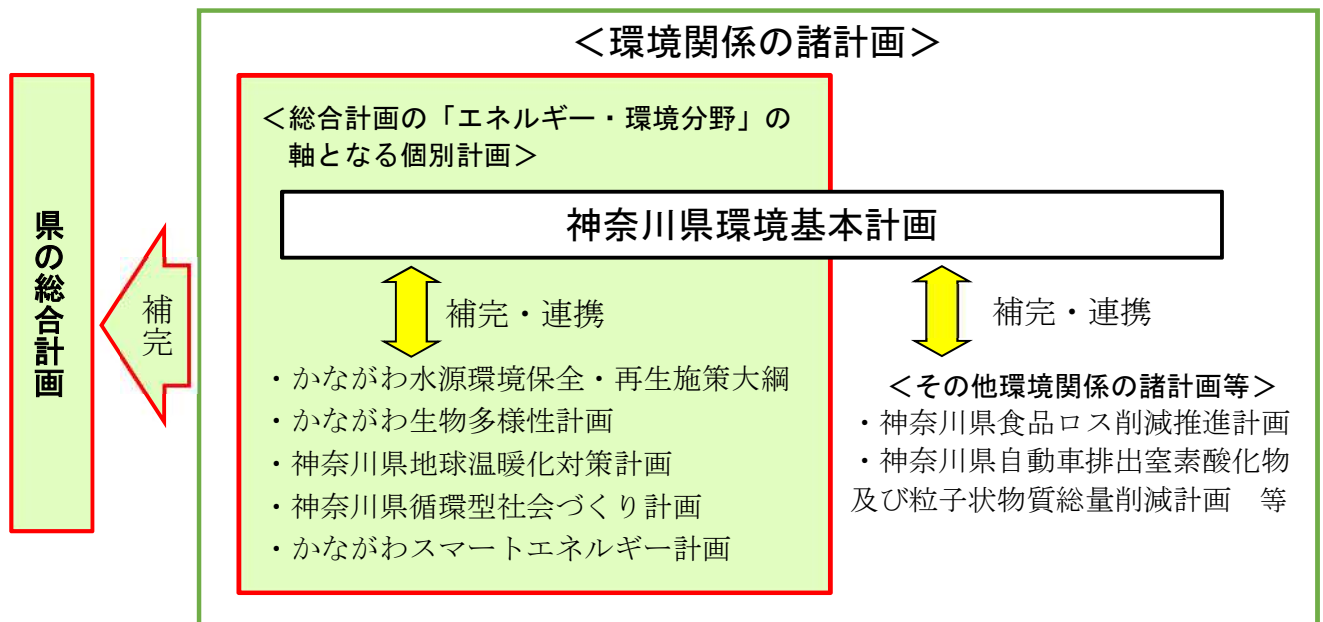 ＜環境関係の諸計画＞
県の総合計画
補完
＜総合計画の「エネルギー・環境分野」の
軸となる個別計画＞
神奈川県環境基本計画
補完・連携
・かながわ水源環境保全・再生施策大綱
・かながわ生物多様性計画
・神奈川県地球温暖化対策計画
・神奈川県循環型社会づくり計画
・かながわスマートエネルギー計画
補完・連携
＜その他環境関係の諸計画等＞
・神奈川県食品ロス削減推進計画
・神奈川県自動車排出窒素酸化物
及び粒子状物質総量削減計画　等